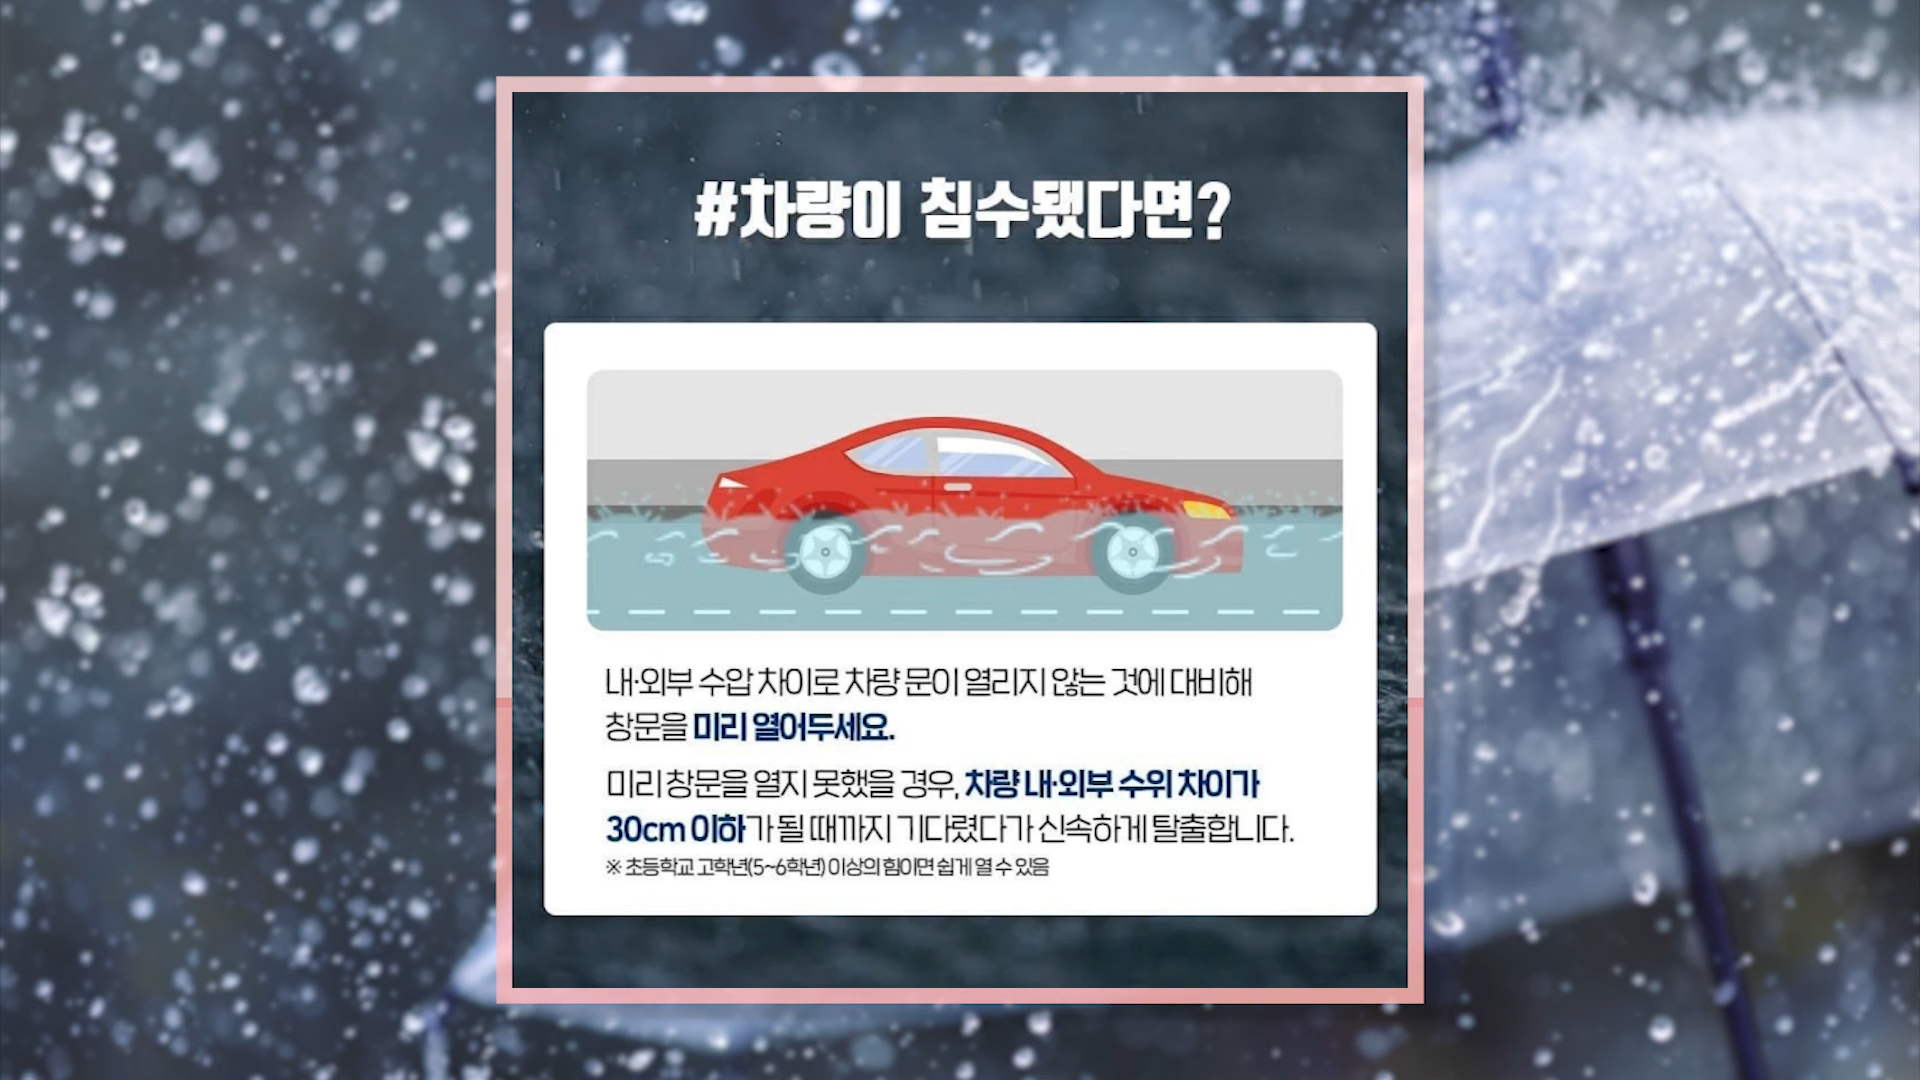 #차량이 침수됐다면?
내·외부 수압 차이로 차량 문이 열리지 않는 것에 대비해
창문을 미리 열어두세요.
미리 창문을 열지 못했을 경우, 차량 내·외부 수위 차이가
30cm 이하가 될 때까지 기다렸다가 신속하게 탈출합니다.
※ 초등학교 고학년(5~6학년) 이상의 힘이면 쉽게 열 수 있음